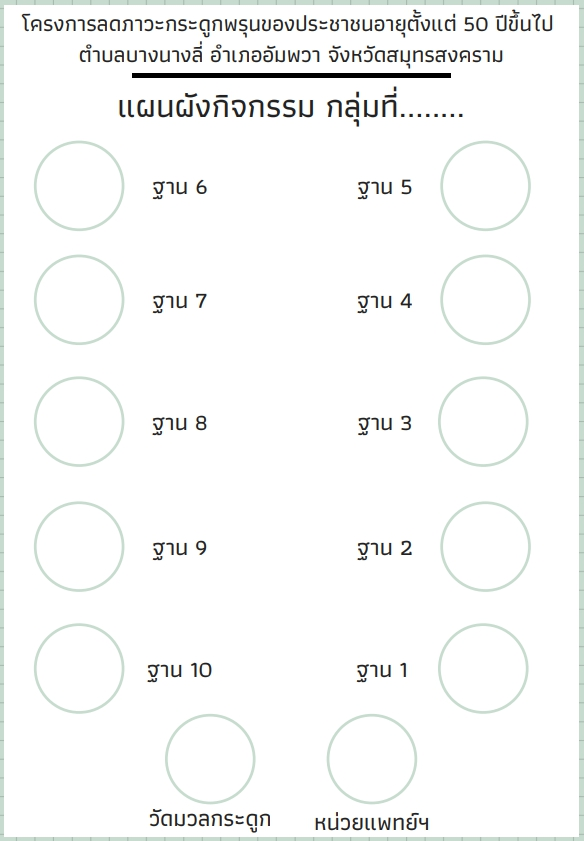 โครงการลดภาวะกระดูกพรุนของประชาชนอายุตั้งแต่ 50 ปีขึ้นไป
ตำบลบางนางลี่ อำเภออัมพวา จังหวัดสมุทรสงคราม
แผนผังกิจกรรม กลุ่มที่........
ฐาน 6 ฐาน 5
ฐาน 7 ฐาน 4
ฐาน 8 ฐาน 3
ฐาน 9 ฐาน 2
ฐาน 10 ฐาน 1
วัดมวลกระดูก หน่วยแพทย์ฯ